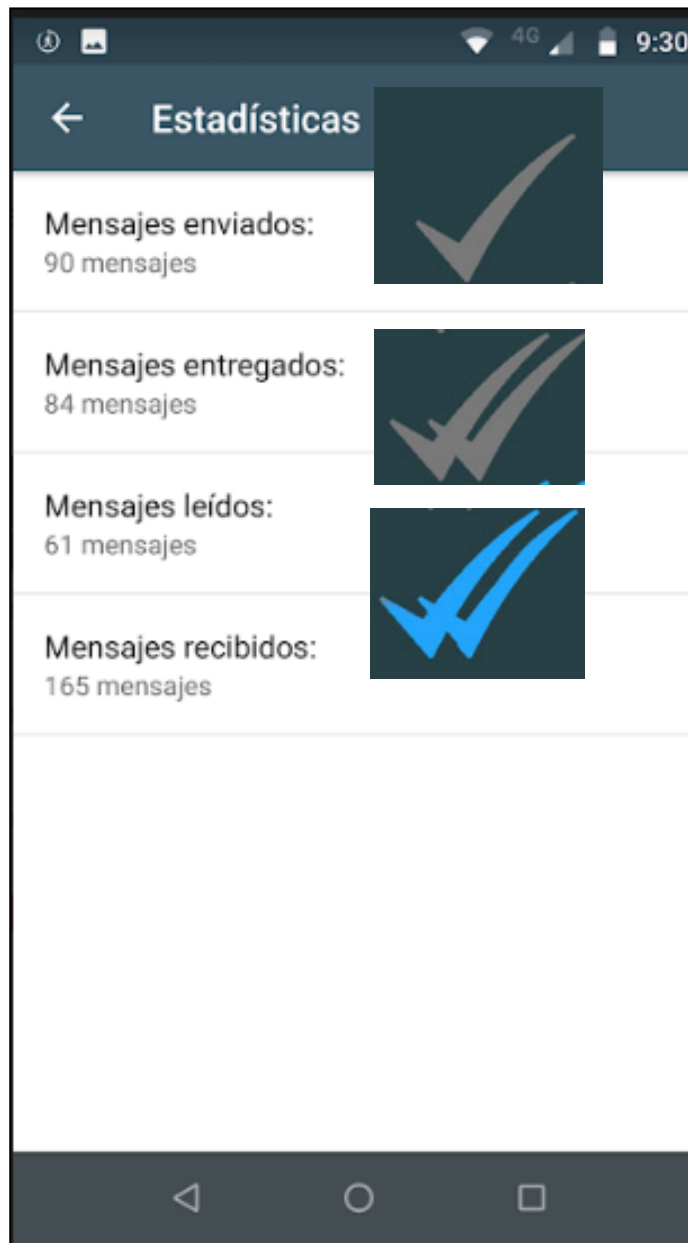 4G 9:30
Estadísticas
Mensajes enviados:
90 mensajes
Mensajes entregados:
84 mensajes
Mensajes leídos:
61 mensajes
Mensajes recibidos:
165 mensajes